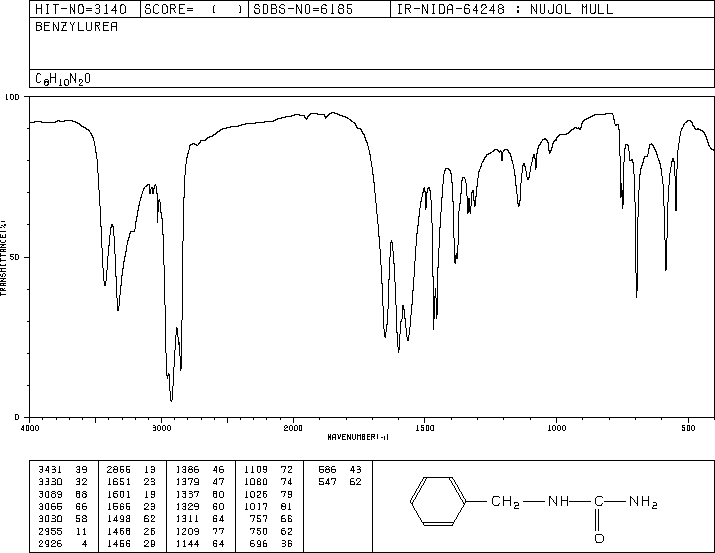 HIT-NO=3140 SCORE= ( ) SDBS-NO=6185 IR-NIDA-64248 : NUJOL MULL
BENZYLUREA
C8H10N2O
100
50
0
TRANSMITTANCE(%)
4000 3000 2000 1500 1000 500
WAVENUMBER(-1)
3431 39 2866 13 1386 46 1109 72 586 43
3330 32 1651 23 1379 47 1080 74 547 62
3089 68 1601 19 1337 60 1026 79
3065 66 1566 23 1329 60 1017 81
3030 58 1498 62 1311 64 757 66
2955 11 1468 26 1209 77 750 62
2926 4 1456 29 1144 64 696 36
CH2 NH C NH2
O